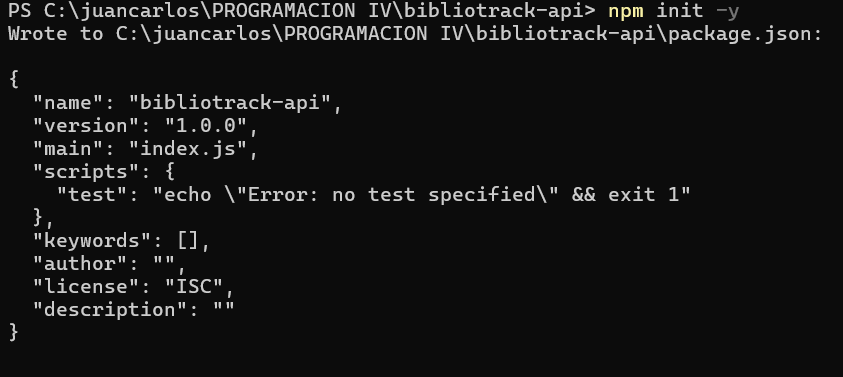 PS C:\juancarlos\PROGRAMACION IV\bibliotrack-api> npm init -y
Wrote to C:\juancarlos\PROGRAMACION IV\bibliotrack-api\package.json:

{
  "name": "bibliotrack-api",
  "version": "1.0.0",
  "main": "index.js",
  "scripts": {
    "test": "echo \"Error: no test specified\" && exit 1"
  },
  "keywords": [],
  "author": "",
  "license": "ISC",
  "description": ""
}